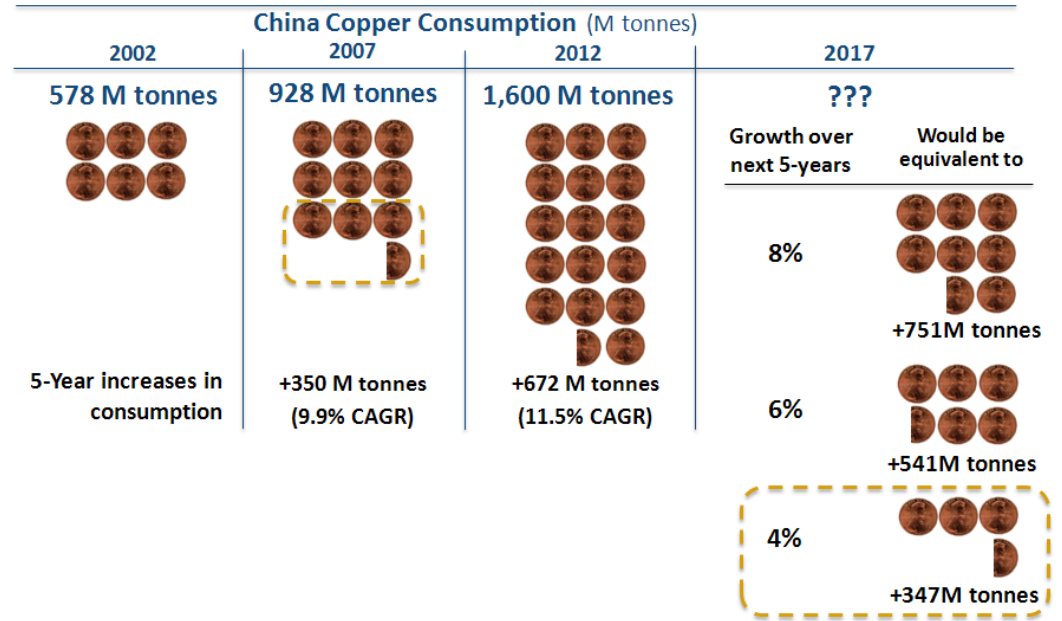 China Copper Consumption (M tonnes)
2002
2007
2012
2017
578 M tonnes
928 M tonnes
1,600 M tonnes
???
Growth over
next 5-years
Would be
equivalent to
8%
+751M tonnes
5-Year increases in
consumption
+350 M tonnes
(9.9% CAGR)
+672 M tonnes
(11.5% CAGR)
6%
+541M tonnes
4%
+347M tonnes